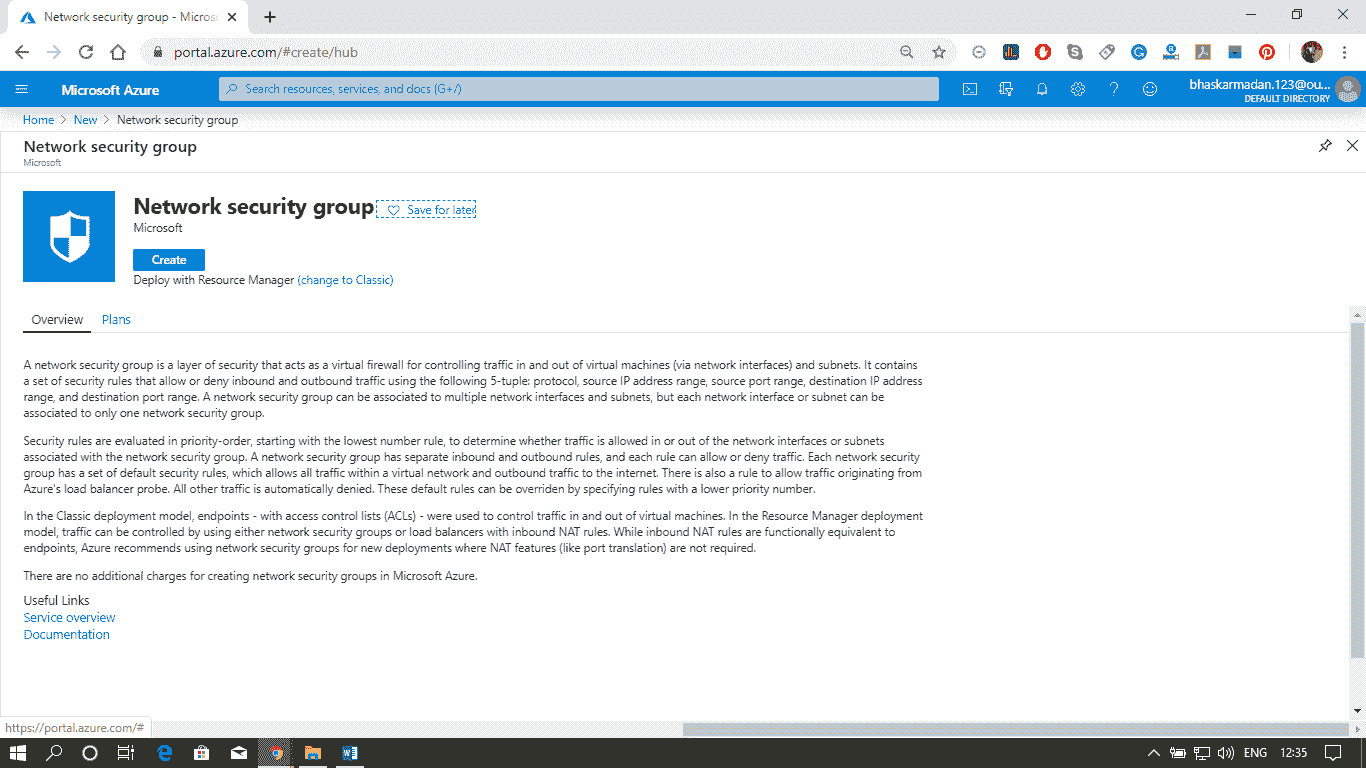 Network security group - Micros
portal.azure.com/#create/hub
Microsoft Azure
Search resources, services, and docs (G+/)
bhaskarmadan.123@ou...
DEFAULT DIRECTORY
Home > New > Network security group
Network security group
Microsoft
Network security group
Save for later
Microsoft
Create
Deploy with Resource Manager (change to Classic)
Overview Plans
A network security group is a layer of security that acts as a virtual firewall for controlling traffic in and out of virtual machines (via network interfaces) and subnets. It contains
a set of security rules that allow or deny inbound and outbound traffic using the following 5-tuple: protocol, source IP address range, source port range, destination IP address
range, and destination port range. A network security group can be associated to multiple network interfaces and subnets, but each network interface or subnet can be
associated to only one network security group.
Security rules are evaluated in priority-order, starting with the lowest number rule, to determine whether traffic is allowed in or out of the network interfaces or subnets
associated with the network security group. A network security group has separate inbound and outbound rules, and each rule can allow or deny traffic. Each network security
group has a set of default security rules, which allows all traffic within a virtual network and outbound traffic to the internet. There is also a rule to allow traffic originating from
Azure's load balancer probe. All other traffic is automatically denied. These default rules can be overriden by specifying rules with a lower priority number.
In the Classic deployment model, endpoints - with access control lists (ACLs) - were used to control traffic in and out of virtual machines. In the Resource Manager deployment
model, traffic can be controlled by using either network security groups or load balancers with inbound NAT rules. While inbound NAT rules are functionally equivalent to
endpoints, Azure recommends using network security groups for new deployments where NAT features (like port translation) are not required.
There are no additional charges for creating network security groups in Microsoft Azure.
Useful Links
Service overview
Documentation
https://portal.azure.com/#
ENG 12:35